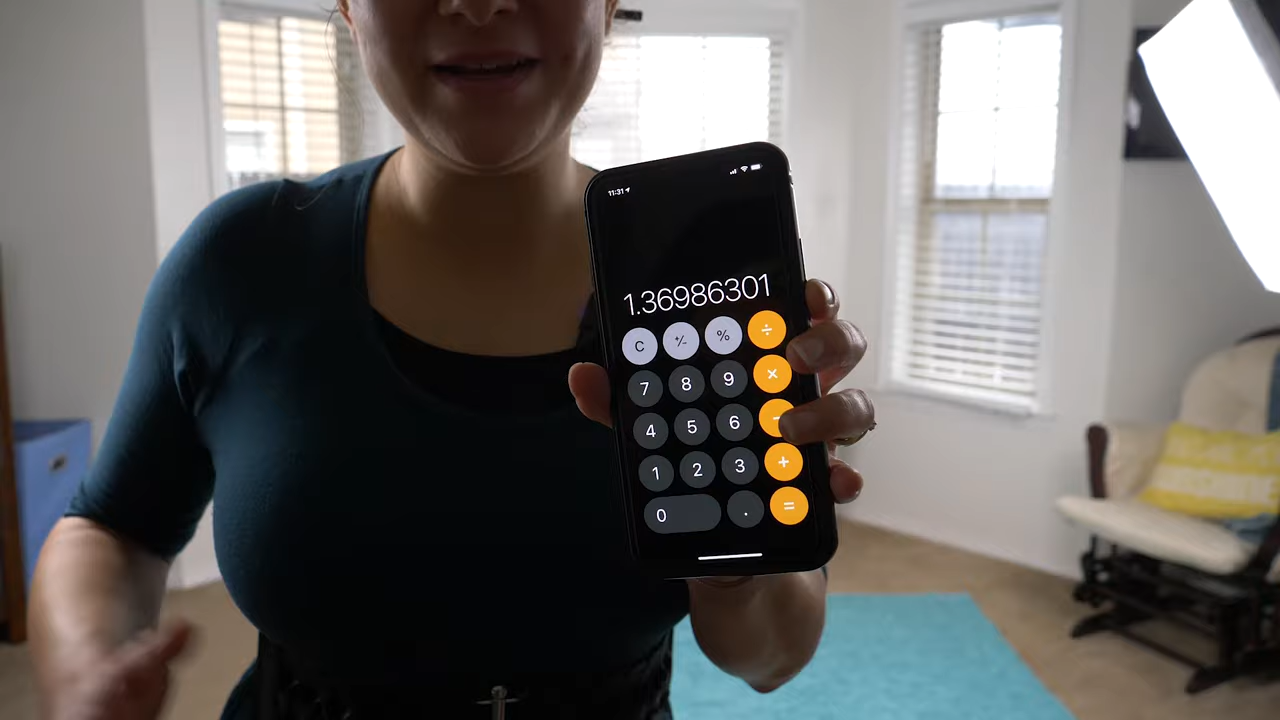 11:31
1.36986301
C +/- % ÷
7 8 9 ×
4 5 6 −
1 2 3 +
0 . =